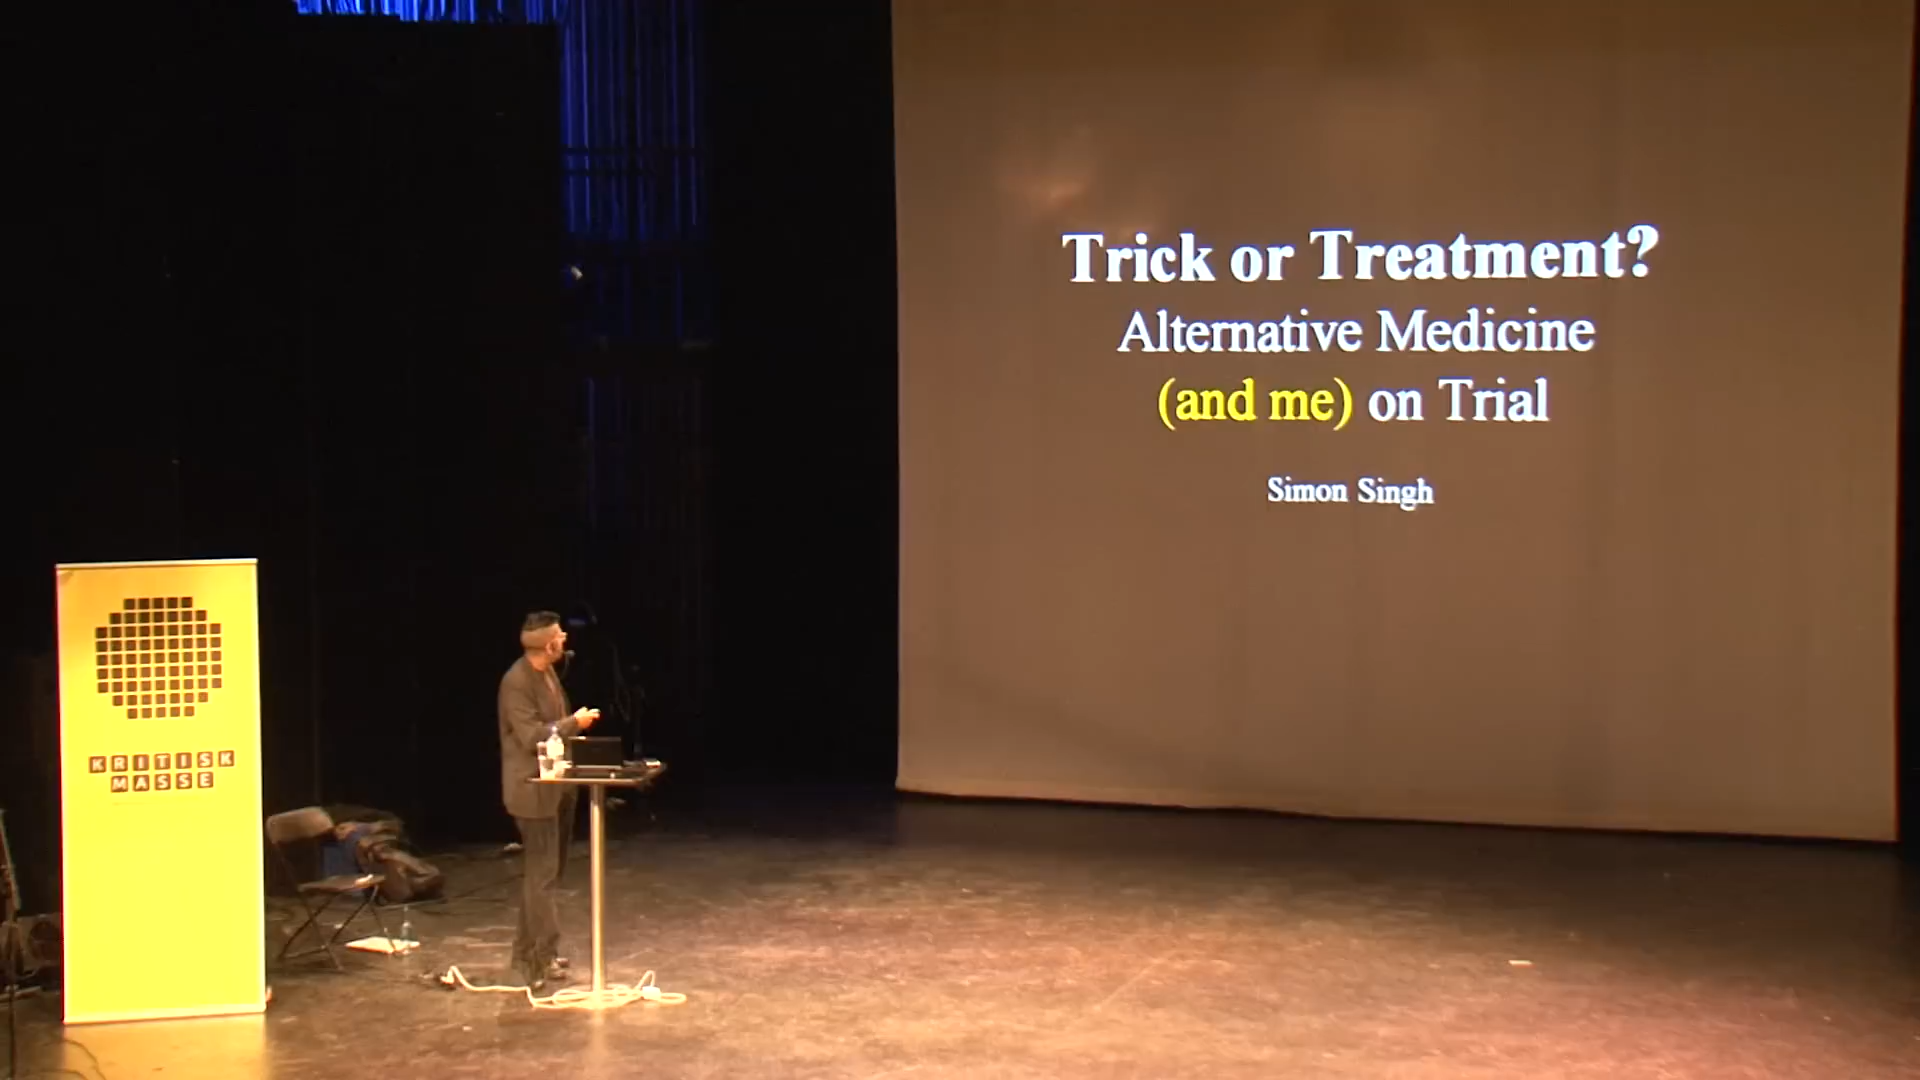 Trick or Treatment?
Alternative Medicine
(and me) on Trial
Simon Singh
KRITISK
MASSE